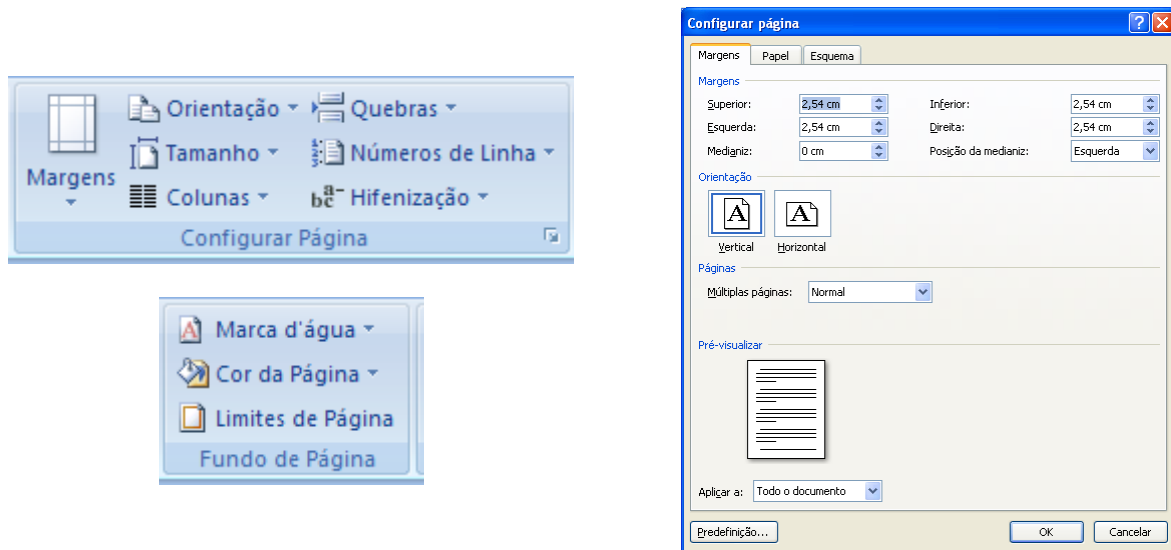 Orientação
Quebras
Tamanho
Números de Linha
Margens
Colunas
Hifenização
Configurar Página
Marca d'água
Cor da Página
Limites de Página
Fundo de Página
Configurar página
Margens Papel Esquema
Margens
Superior: 2,54 cm Inferior: 2,54 cm
Esquerda: 2,54 cm Direita: 2,54 cm
Medianiz: 0 cm Posição da medianiz: Esquerda
Orientação
A A
Vertical Horizontal
Páginas
Múltiplas páginas: Normal
Pré-visualizar
Aplicar a: Todo o documento
Predefinição... OK Cancelar